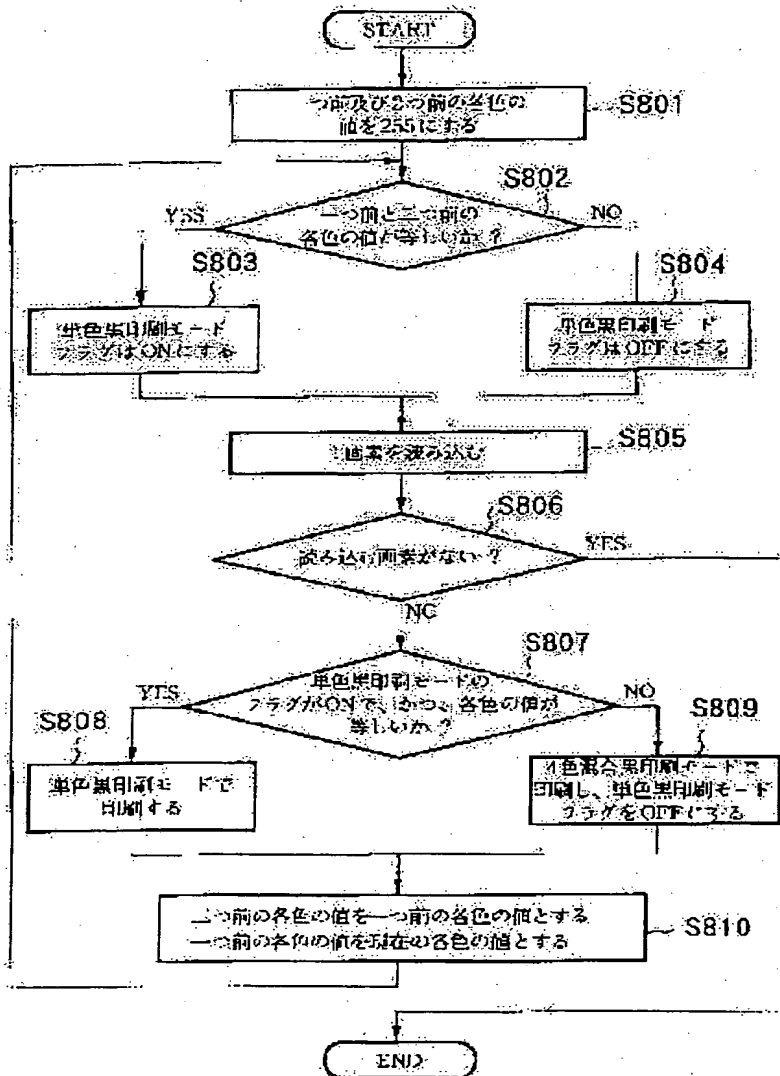 START
一つ前及び2つ前の各色の
値を255にする
S801
S802
YES
一つ前と二つ前の
各色の値と等しいか?
NO
S803
S804
単色黒印刷モード
フラグはONにする
単色黒印刷モード
フラグはOFFにする
1画素を読み込む
S805
S806
読み込む画素がない?
YES
NO
S807
単色黒印刷モードの
フラグがONで、かつ、各色の値が
等しいか?
YES
NO
S808
S809
単色黒印刷モードで
印刷する
4色混合黒印刷モードで
印刷し、単色黒印刷モード
フラグをOFFにする
二つ前の各色の値を一つ前の各色の値とする
一つ前の各色の値を現在の各色の値とする
S810
END